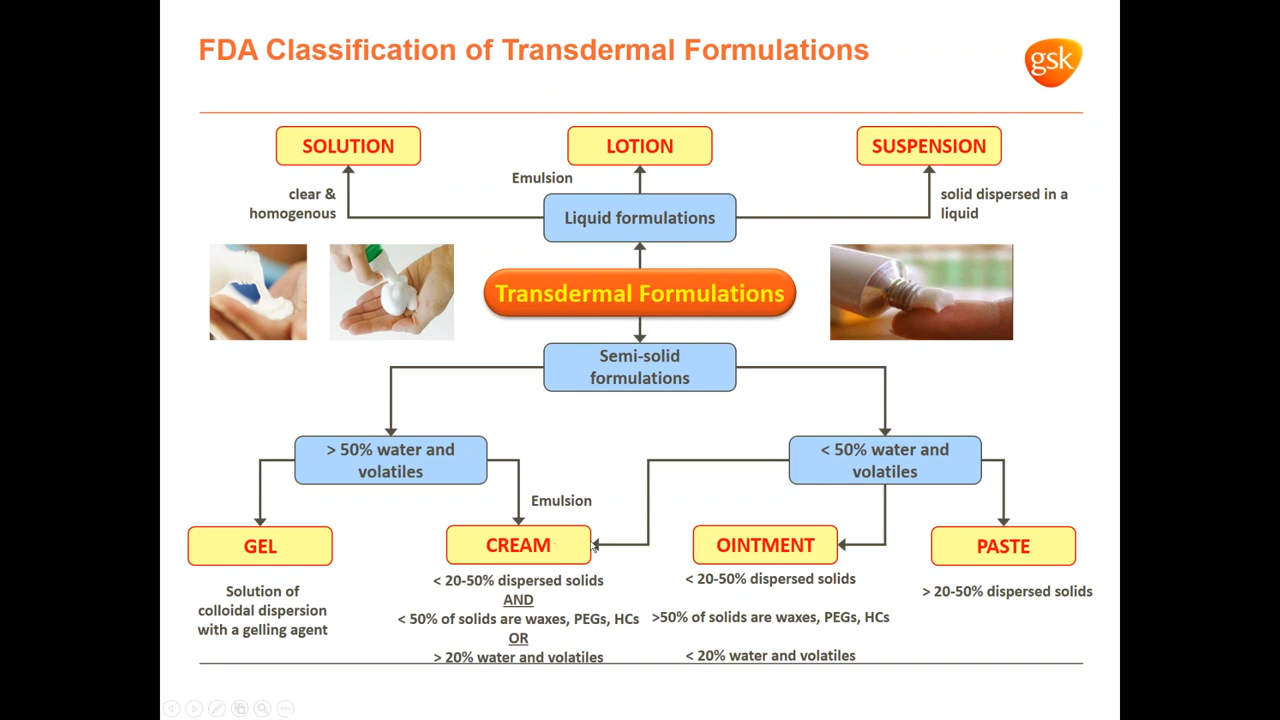 FDA Classification of Transdermal Formulations
gsk
SOLUTION
LOTION
SUSPENSION
Emulsion
clear &
homogenous
solid dispersed in a
liquid
Liquid formulations
Transdermal Formulations
Semi-solid
formulations
> 50% water and
volatiles
< 50% water and
volatiles
Emulsion
GEL
CREAM
OINTMENT
PASTE
Solution of
colloidal dispersion
with a gelling agent
< 20-50% dispersed solids
AND
< 50% of solids are waxes, PEGs, HCs
OR
> 20% water and volatiles
< 20-50% dispersed solids
>50% of solids are waxes, PEGs, HCs
< 20% water and volatiles
> 20-50% dispersed solids